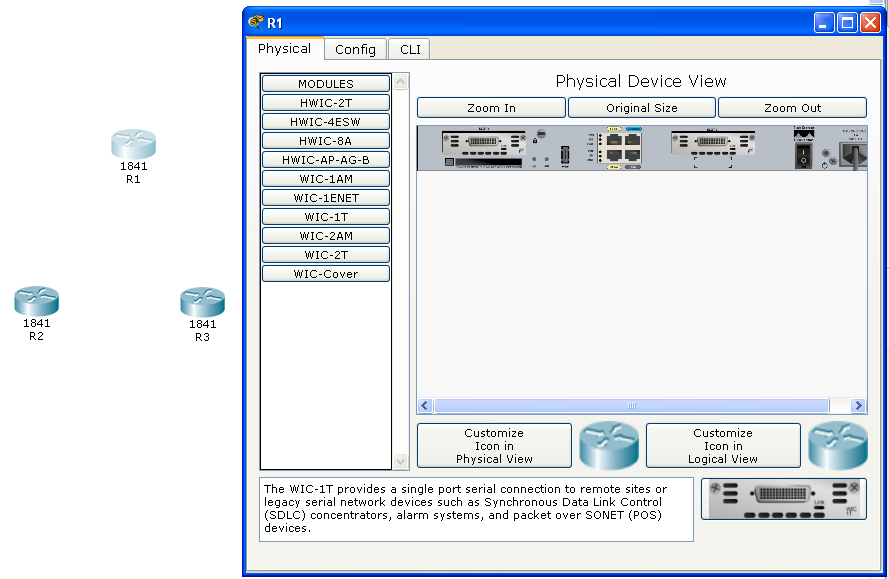 R1
Physical
Config
CLI
MODULES
HWIC-2T
HWIC-4ESW
HWIC-8A
HWIC-AP-AG-B
WIC-1AM
WIC-1ENET
WIC-1T
WIC-2AM
WIC-2T
WIC-Cover
Physical Device View
Zoom In
Original Size
Zoom Out
1841
R1
1841
R2
1841
R3
Customize
Icon in
Physical View
Customize
Icon in
Logical View
The WIC-1T provides a single port serial connection to remote sites or
legacy serial network devices such as Synchronous Data Link Control
(SDLC) concentrators, alarm systems, and packet over SONET (POS)
devices.
Link
WIC